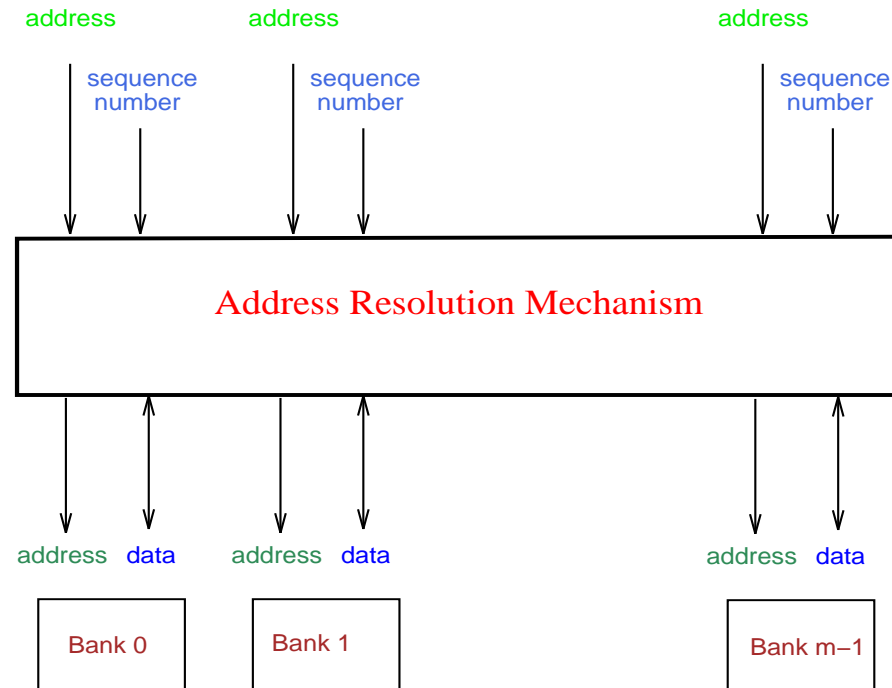 address address address
sequence number sequence number sequence number
Address Resolution Mechanism
address data address data address data
Bank 0 Bank 1 Bank m−1